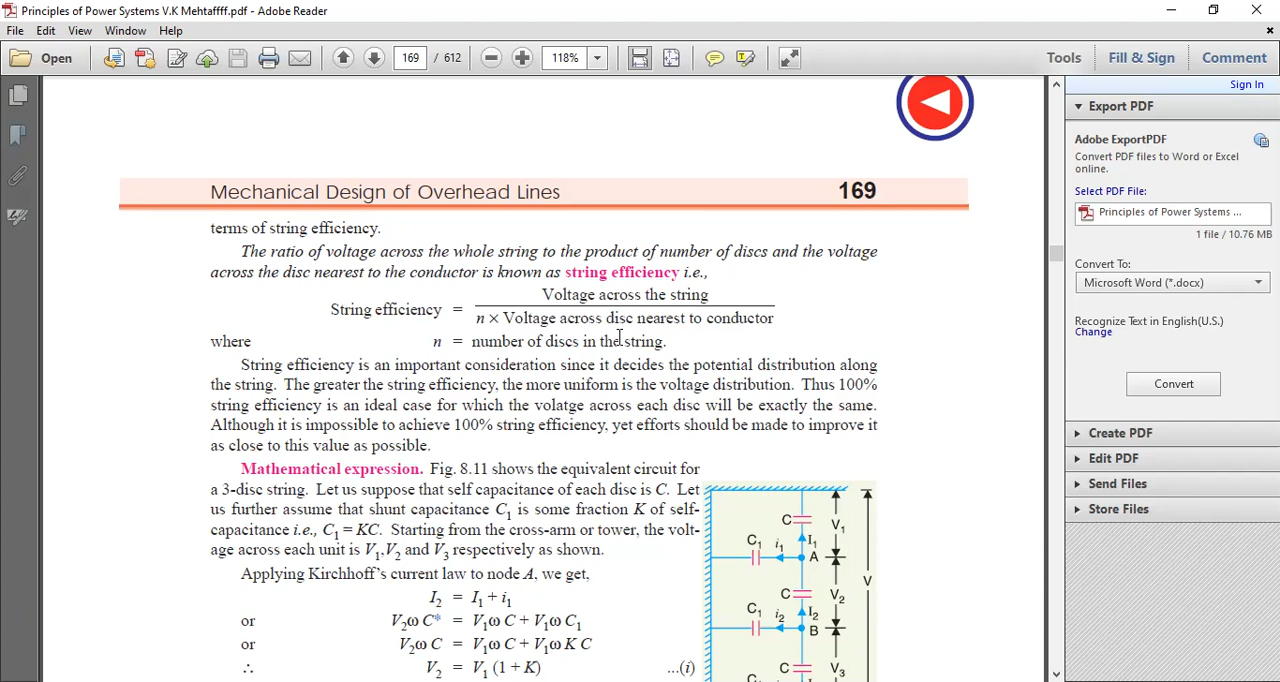 Principles of Power Systems V.K Mehtaffff.pdf - Adobe Reader
File Edit View Window Help
Open 169 / 612 118% Tools Fill & Sign Comment
Sign In
Export PDF
Adobe ExportPDF
Convert PDF files to Word or Excel
online.
Select PDF File:
Principles of Power Systems ...
1 file / 10.76 MB
Convert To:
Microsoft Word (*.docx)
Recognize Text in English(U.S.)
Change
Convert
Create PDF
Edit PDF
Send Files
Store Files
Mechanical Design of Overhead Lines 169
terms of string efficiency.
The ratio of voltage across the whole string to the product of number of discs and the voltage
across the disc nearest to the conductor is known as string efficiency i.e.,
String efficiency = Voltage across the string
n × Voltage across disc nearest to conductor
where n = number of discs in the string.
String efficiency is an important consideration since it decides the potential distribution along
the string. The greater the string efficiency, the more uniform is the voltage distribution. Thus 100%
string efficiency is an ideal case for which the volatge across each disc will be exactly the same.
Although it is impossible to achieve 100% string efficiency, yet efforts should be made to improve it
as close to this value as possible.
Mathematical expression. Fig. 8.11 shows the equivalent circuit for
a 3-disc string. Let us suppose that self capacitance of each disc is C. Let
us further assume that shunt capacitance C₁ is some fraction K of self-
capacitance i.e., C₁ = KC. Starting from the cross-arm or tower, the volt-
age across each unit is V₁,V₂ and V₃ respectively as shown.
Applying Kirchhoff's current law to node A, we get,
I₂ = I₁ + i₁
or V₂ω C* = V₁ω C + V₁ω C₁
or V₂ω C = V₁ω C + V₁ω K C
∴ V₂ = V₁ (1 + K) ...(i)
C V₁
C₁ i₁ I₁
A
V
C V₂
C₁ i₂ I₂
B
C V₃
C₁